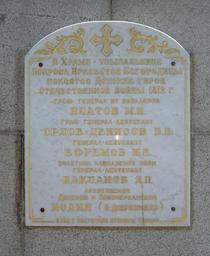 В Храме-усыпальнице
Покрова Пресвятой Богородицы
покоятся Донские герои
Отечественной войны 1812 г.
граф генерал от кавалерии
Платов М.И.
граф генерал-лейтенант
Орлов-Денисов В.В.
генерал-лейтенант
Ефремов И.Е.
участник Кавказских войн
генерал-лейтенант
Бакланов Я.П.
архиепископ
Донской и Новочеркасский
Иоанн